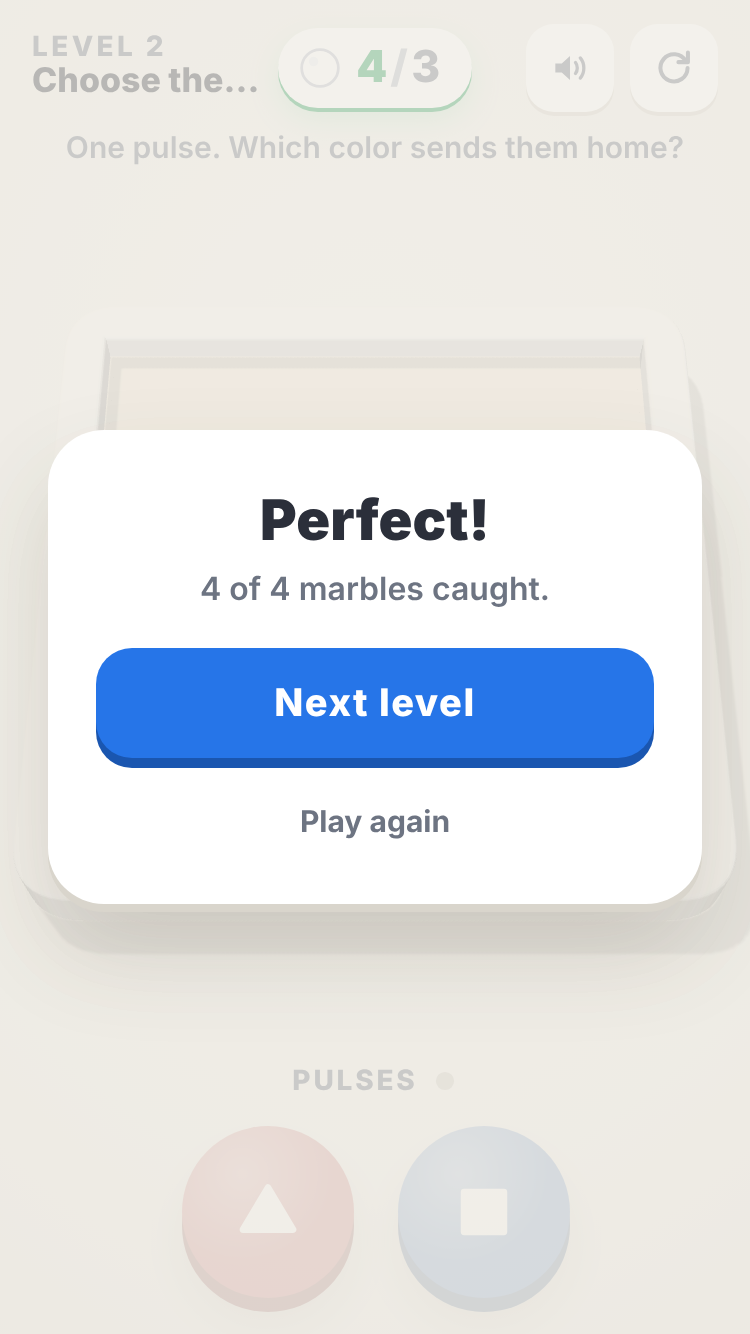 LEVEL 2
Choose the...
4/3
One pulse. Which color sends them home?
Perfect!
4 of 4 marbles caught.
Next level
Play again
PULSES